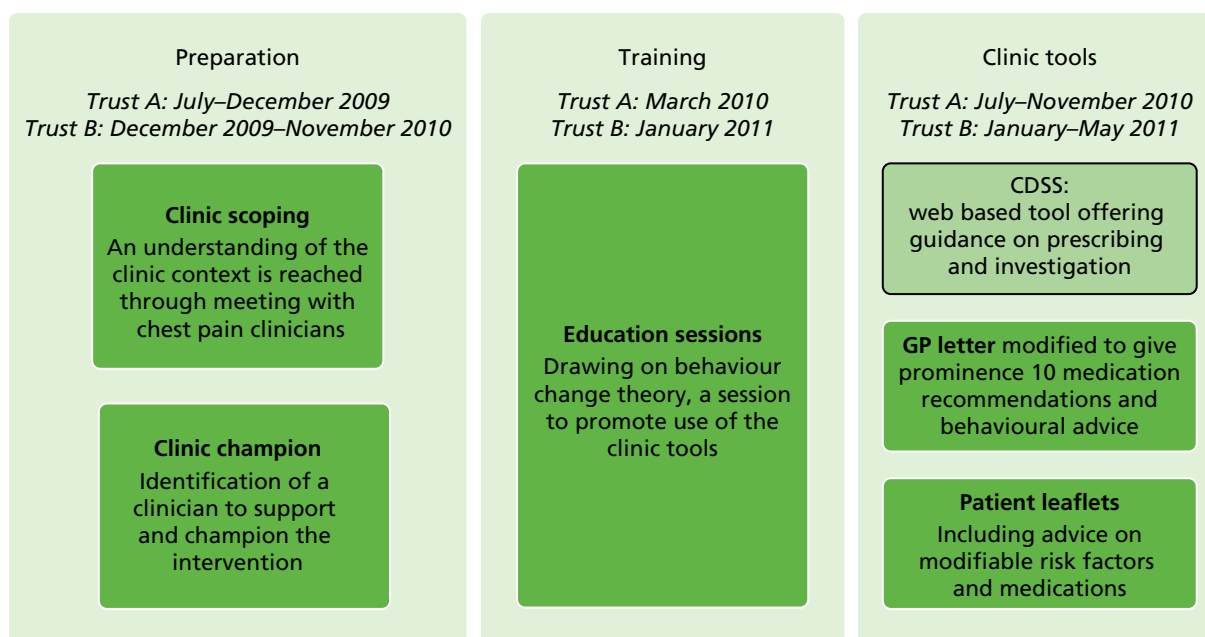 Preparation
Trust A: July–December 2009
Trust B: December 2009–November 2010
Clinic scoping
An understanding of the
clinic context is reached
through meeting with
chest pain clinicians
Clinic champion
Identification of a
clinician to support
and champion the
intervention
Training
Trust A: March 2010
Trust B: January 2011
Education sessions
Drawing on behaviour
change theory, a session
to promote use of the
clinic tools
Clinic tools
Trust A: July–November 2010
Trust B: January–May 2011
CDSS:
web based tool offering
guidance on prescribing
and investigation
GP letter modified to give
prominence 10 medication
recommendations and
behavioural advice
Patient leaflets
Including advice on
modifiable risk factors
and medications